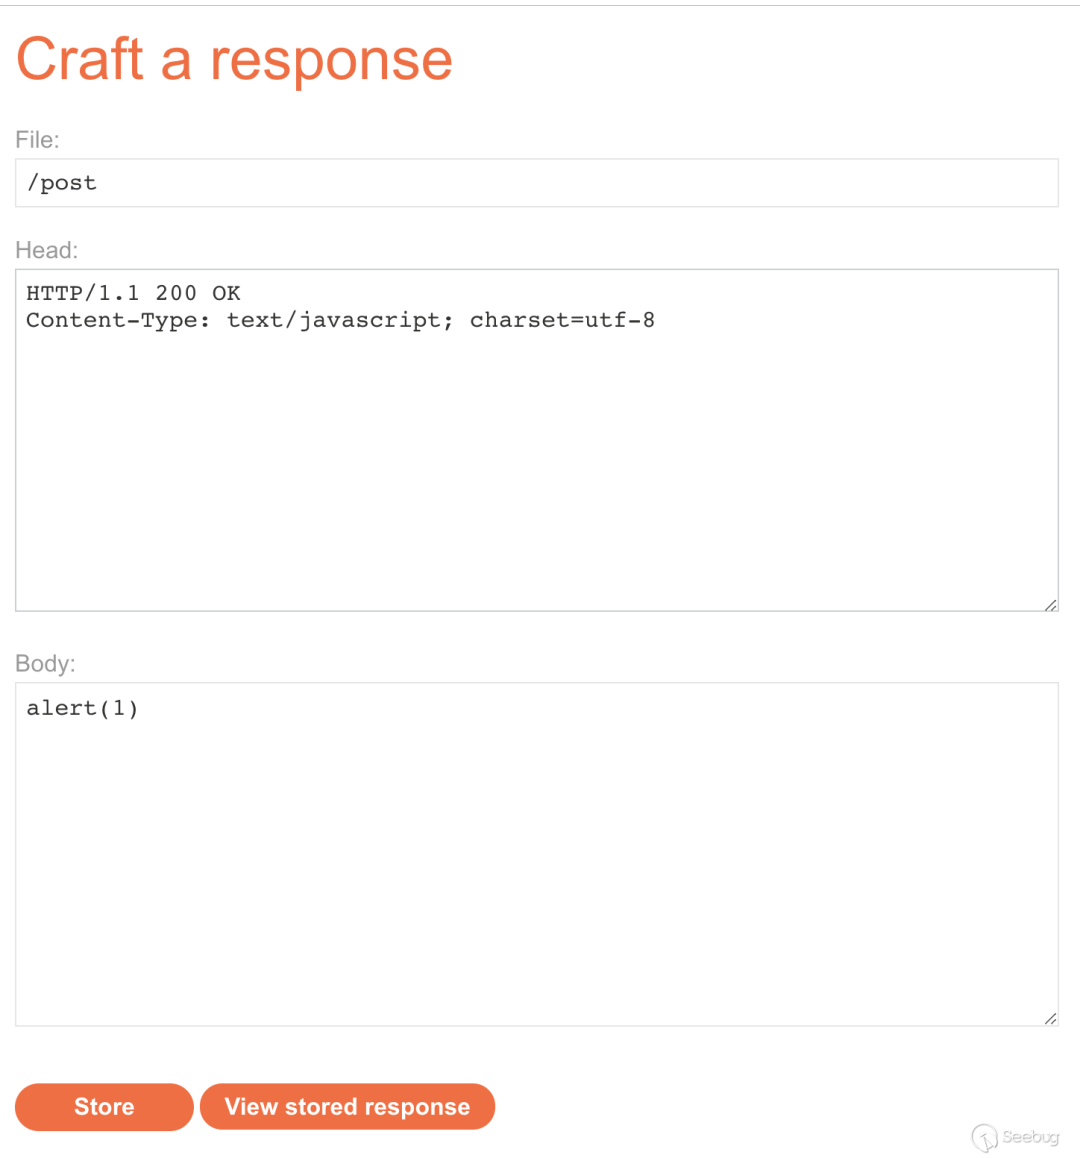 Craft a response
File:
/post
Head:
HTTP/1.1 200 OK
Content-Type: text/javascript; charset=utf-8
Body:
alert(1)
Store
View stored response
Seebug